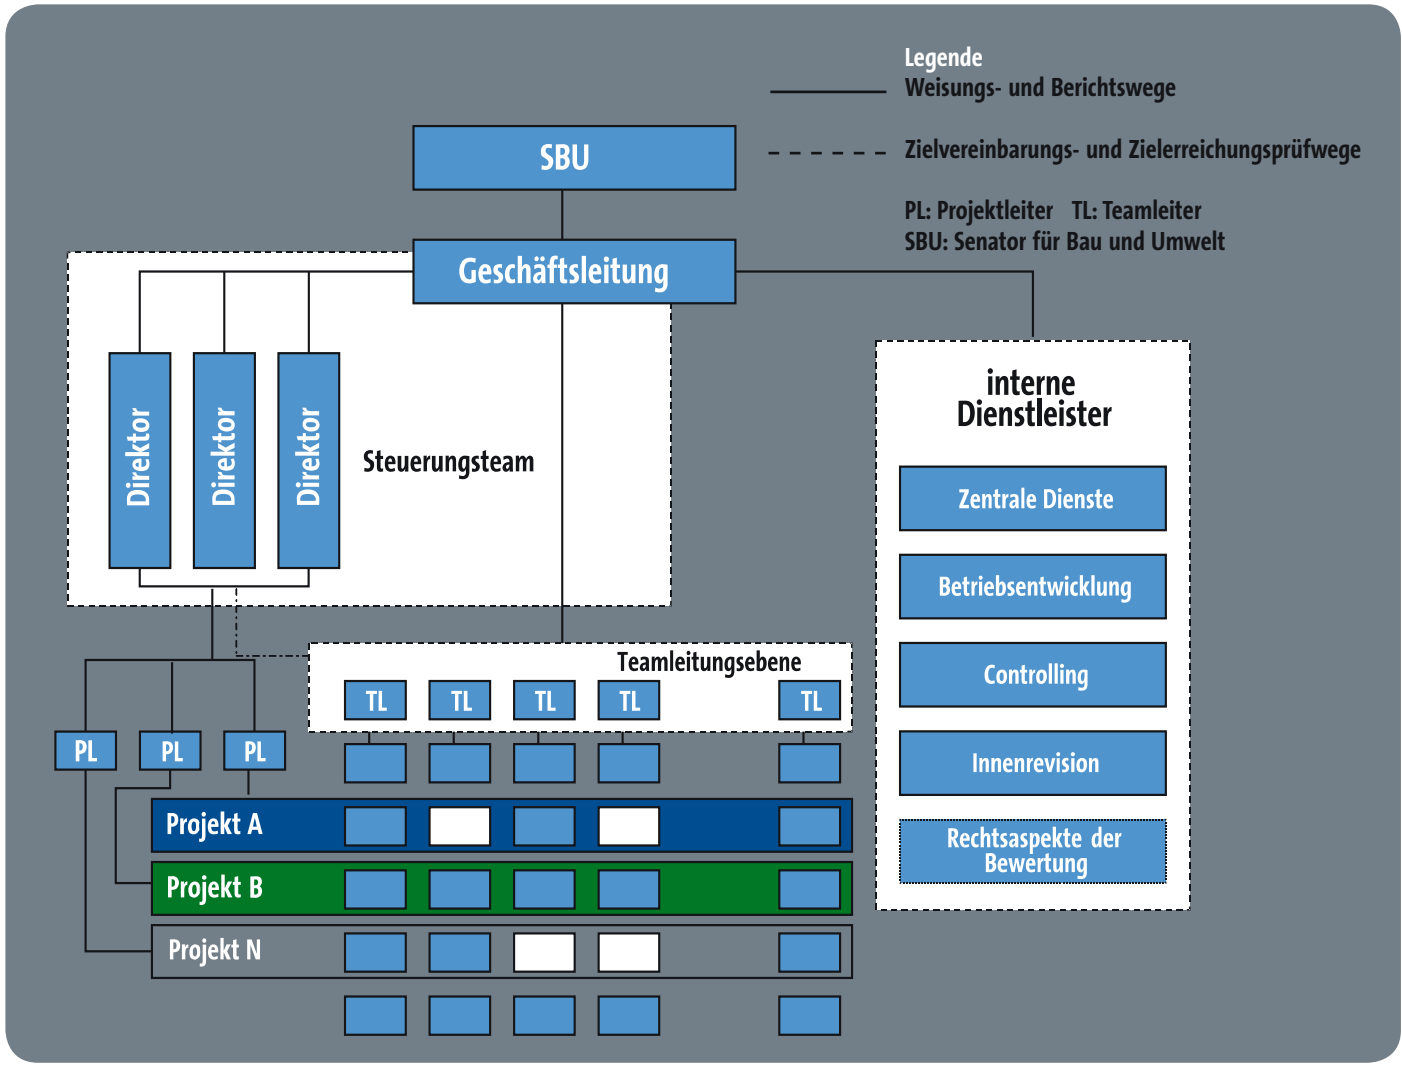 Legende
Weisungs- und Berichtswege
Zielvereinbarungs- und Zielerreichungsprüfwege
PL: Projektleiter TL: Teamleiter
SBU: Senator für Bau und Umwelt
SBU
Geschäftsleitung
Direktor
Direktor
Direktor
Steuerungsteam
interne
Dienstleister
Zentrale Dienste
Betriebsentwicklung
Controlling
Innenrevision
Rechtsaspekte der
Bewertung
Teamleitungsebene
TL
TL
TL
TL
TL
PL
PL
PL
Projekt A
Projekt B
Projekt N